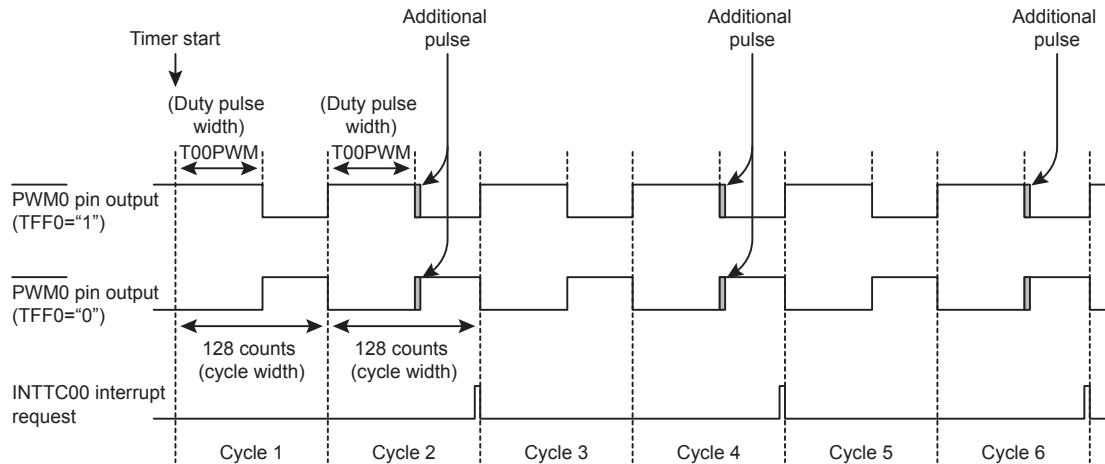 Additional
pulse
Additional
pulse
Additional
pulse
Timer start
(Duty pulse
width)
T00PWM
(Duty pulse
width)
T00PWM
PWM0 pin output
(TFF0=“1”)
PWM0 pin output
(TFF0=“0”)
128 counts
(cycle width)
128 counts
(cycle width)
INTTC00 interrupt
request
Cycle 1
Cycle 2
Cycle 3
Cycle 4
Cycle 5
Cycle 6